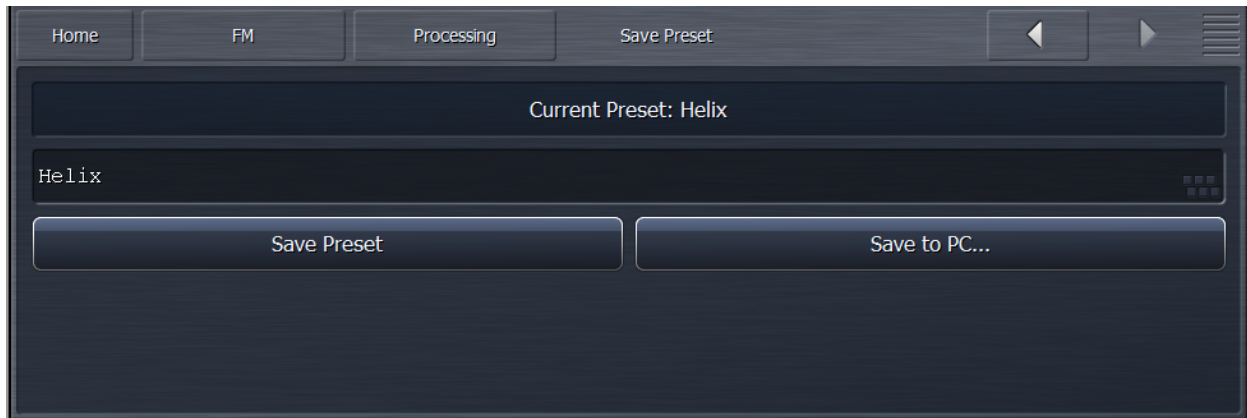 Home FM Processing Save Preset
Current Preset: Helix
Helix
Save Preset Save to PC...